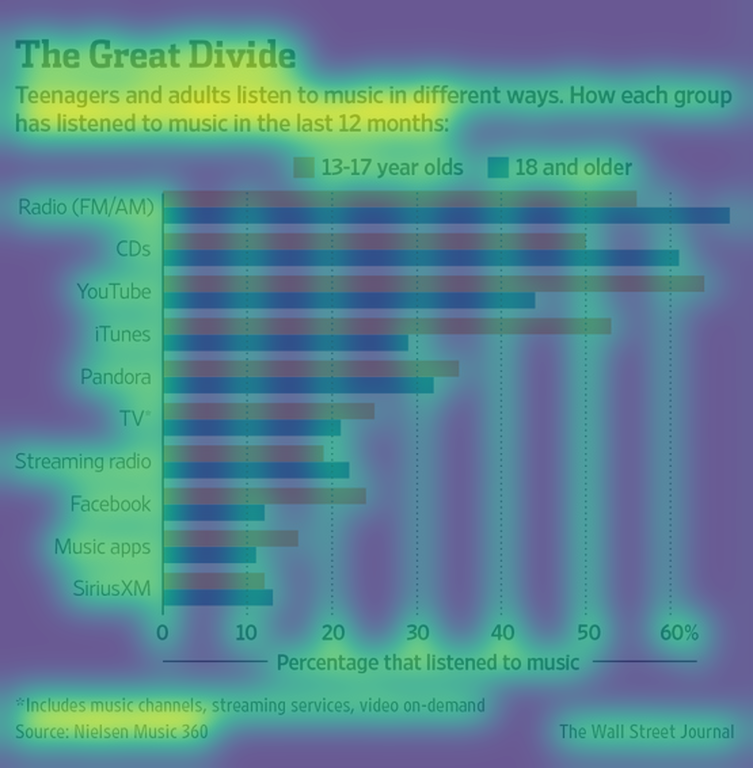 The Great Divide
Teenagers and adults listen to music in different ways. How each group
has listened to music in the last 12 months:
13-17 year olds 18 and older
Radio (FM/AM)
CDs
YouTube
iTunes
Pandora
TV*
Streaming radio
Facebook
Music apps
SiriusXM
0 10 20 30 40 50 60%
Percentage that listened to music
*Includes music channels, streaming services, video on-demand
Source: Nielsen Music 360 The Wall Street Journal